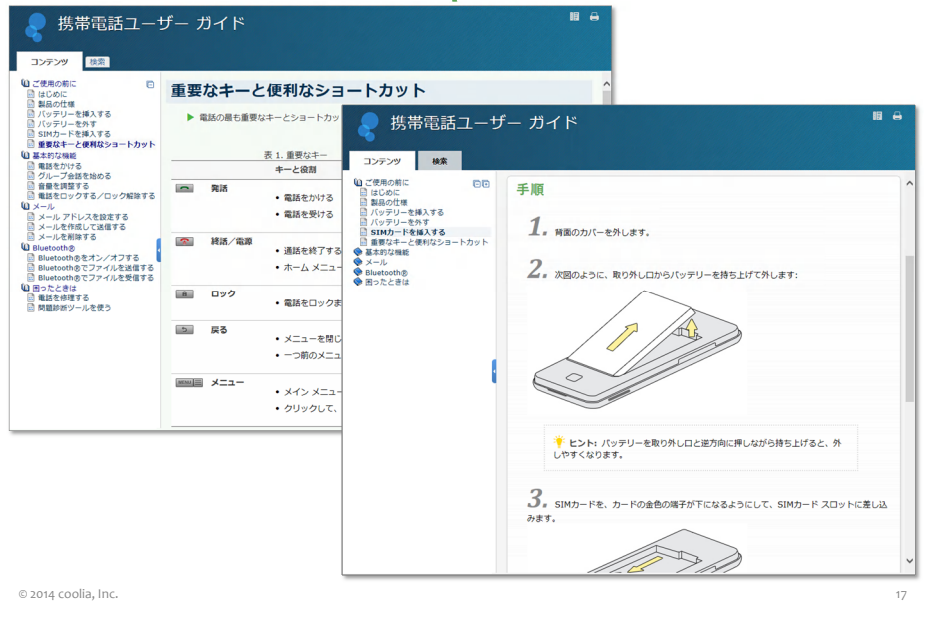 携帯電話ユーザー ガイド
コンテンツ
検索
ご使用の前に
はじめに
製品の仕様
バッテリーを挿入する
バッテリーを外す
SIMカードを挿入する
重要なキーと便利なショートカット
基本的な機能
電話をかける
グループ会話を始める
音量を調整する
電話をロックする／ロック解除する
メール
メール アドレスを設定する
メールを作成して送信する
メールを削除する
Bluetooth®
Bluetooth®をオン／オフする
Bluetooth®でファイルを送信する
Bluetooth®でファイルを受信する
困ったときは
電話を修理する
問題診断ツールを使う
重要なキーと便利なショートカット
電話の最も重要なキーとショートカッ
表 1. 重要なキー
キーと役割
発話
• 電話をかける
• 電話を受ける
終話／電源
• 通話を終了する
• ホーム メニュー
ロック
• 電話をロックま
戻る
• メニューを閉じ
• 一つ前のメニュ
MENU
メニュー
• メイン メニュー
• クリックして、
携帯電話ユーザー ガイド
コンテンツ
検索
ご使用の前に
はじめに
製品の仕様
バッテリーを挿入する
バッテリーを外す
SIMカードを挿入する
重要なキーと便利なショートカット
基本的な機能
メール
Bluetooth®
困ったときは
手順
1. 背面のカバーを外します。
2. 次図のように、取り外し口からバッテリーを持ち上げて外します:
ヒント: バッテリーを取り外し口と逆方向に押しながら持ち上げると、外
しやすくなります。
3. SIMカードを、カードの金色の端子が下になるようにして、SIMカード スロットに差し込
みます。
© 2014 coolia, Inc.
17